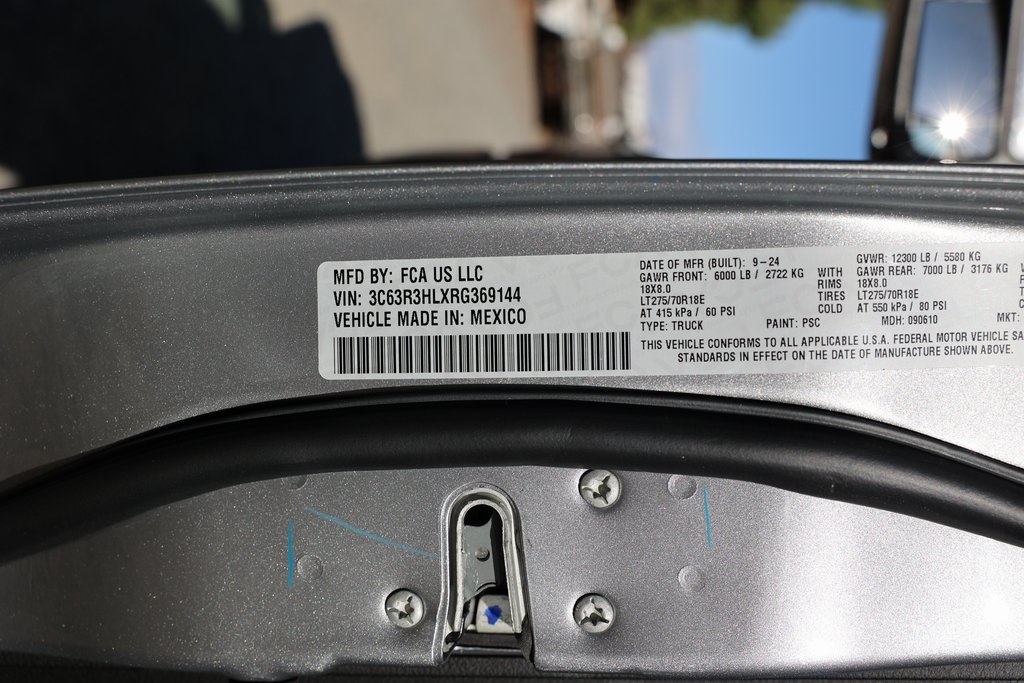 MFD BY: FCA US LLC
VIN: 3C63R3HLXRG369144
VEHICLE MADE IN: MEXICO
DATE OF MFR (BUILT): 9-24 GVWR: 12300 LB / 5580 KG
GAWR FRONT: 6000 LB / 2722 KG WITH GAWR REAR: 7000 LB / 3176 KG
18X8.0 RIMS 18X8.0
LT275/70R18E TIRES LT275/70R18E
AT 415 kPa / 60 PSI COLD AT 550 kPa / 80 PSI
TYPE: TRUCK PAINT: PSC MDH: 090610 MKT:
THIS VEHICLE CONFORMS TO ALL APPLICABLE U.S.A. FEDERAL MOTOR VEHICLE SA
STANDARDS IN EFFECT ON THE DATE OF MANUFACTURE SHOWN ABOVE.